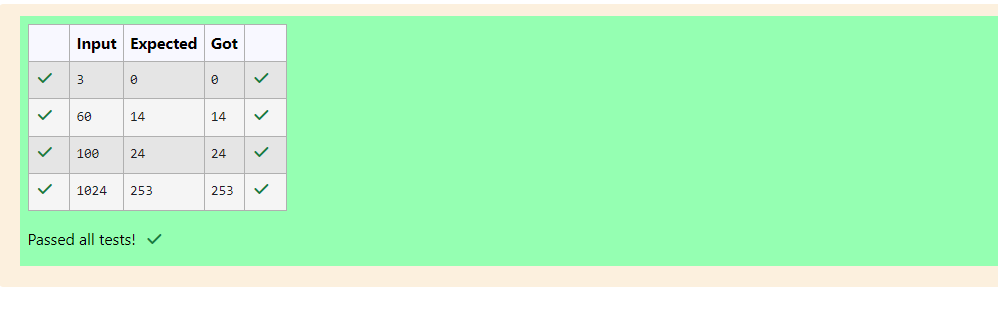 Input Expected Got
3 0 0
60 14 14
100 24 24
1024 253 253
Passed all tests!